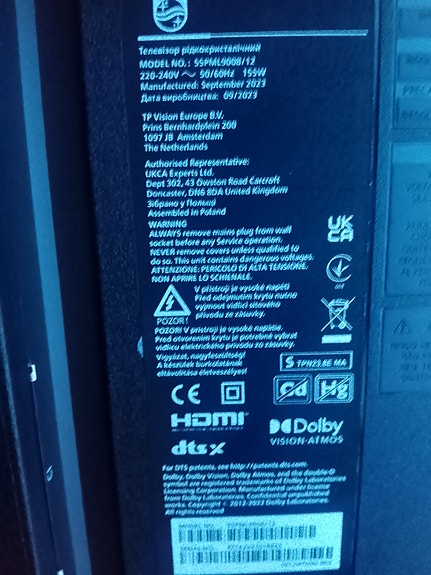 Телевізор рідкокристалічний
MODEL NO.: 55PML9008/12
220-240V ~ 50/60Hz 155W
Manufactured: September 2023
Дата виробництва: 09/2023
TP Vision Europe B.V.
Prins Bernhardplein 200
1097 JB Amsterdam
The Netherlands
Authorised Representative:
UKCA Experts Ltd.
Dept 302, 43 Owston Road Carcroft
Doncaster, DN6 8DA United Kingdom
Зібрано у Польщі
Assembled in Poland
WARNING
ALWAYS remove mains plug from wall
socket before any Service operation.
NEVER remove covers unless qualified to
do so. This unit contains dangerous voltages.
ATTENZIONE: PERICOLO DI ALTA TENSIONE,
NON APRIRE LO SCHIENALE.
V přístroji je vysoké napětí
Před odejmutím krytu nutno
vyjmout vidlici síťového
přívodu ze zásuvky.
POZOR!
POZOR! V prístroji je vysoké napätie.
Pred otvorením krytu je potrebné vybrať
vidlicu elektrického prívodu zo zásuvky.
Vigyázat, nagyfeszültség!
A készülek burkolatának
eltávolítása életveszélyes!
UK
CA
S TPN23.8E MA
CE
Cd Hg
HDMI
Dolby
VISION·ATMOS
dts X
For DTS patents, see http://patents.dts.com.
Dolby, Dolby Vision, Dolby Atmos, and the double-D
symbol are registered trademarks of Dolby Laboratories
Licensing Corporation. Manufactured under license
from Dolby Laboratories. Confidential unpublished
works. Copyright © 2012-2022 Dolby Laboratories.
All rights reserved
MODEL NO.: 55PML9008/12